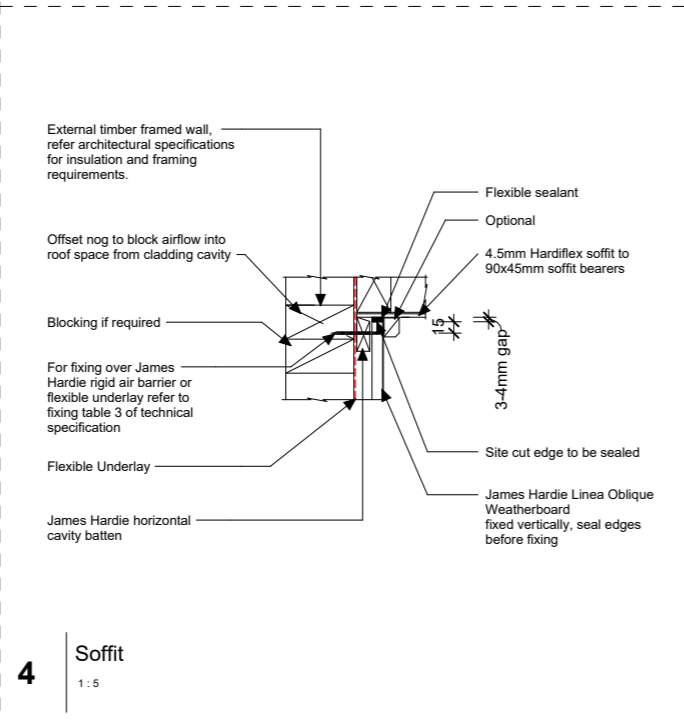 External timber framed wall,
refer architectural specifications
for insulation and framing
requirements.
Offset nog to block airflow into
roof space from cladding cavity
Blocking if required
For fixing over James
Hardie rigid air barrier or
flexible underlay refer to
fixing table 3 of technical
specification
Flexible Underlay
James Hardie horizontal
cavity batten
Flexible sealant
Optional
4.5mm Hardiflex soffit to
90x45mm soffit bearers
15
3-4mm gap
Site cut edge to be sealed
James Hardie Linea Oblique
Weatherboard
fixed vertically, seal edges
before fixing
4
Soffit
1 : 5